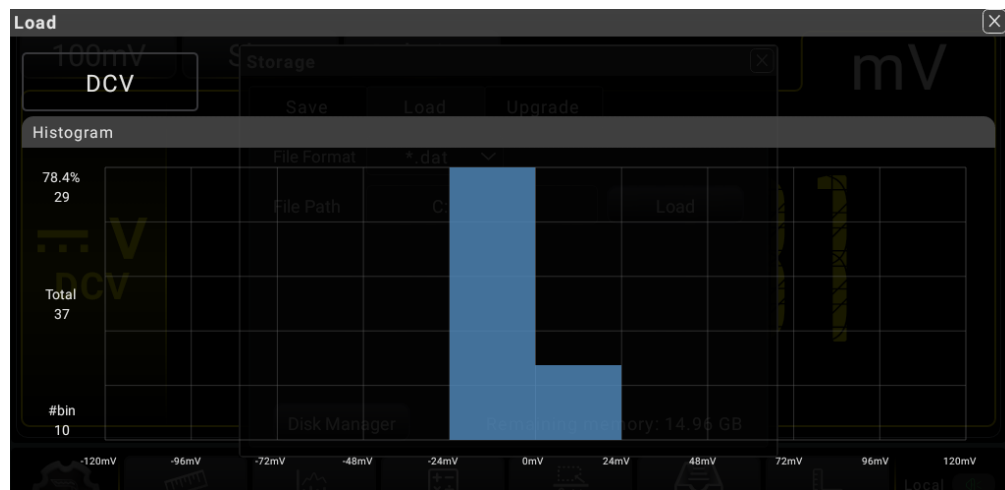 Load
100mV
mV
DCV
Storage
Save Load Upgrade
Histogram
File Format *.dat
78.4%
29
File Path C: Load
V
DCV
Total
37
#bin
10
Disk Manager Remaining memory: 14.96 GB
-120mV -96mV -72mV -48mV -24mV 0mV 24mV 48mV 72mV 96mV 120mV
Local